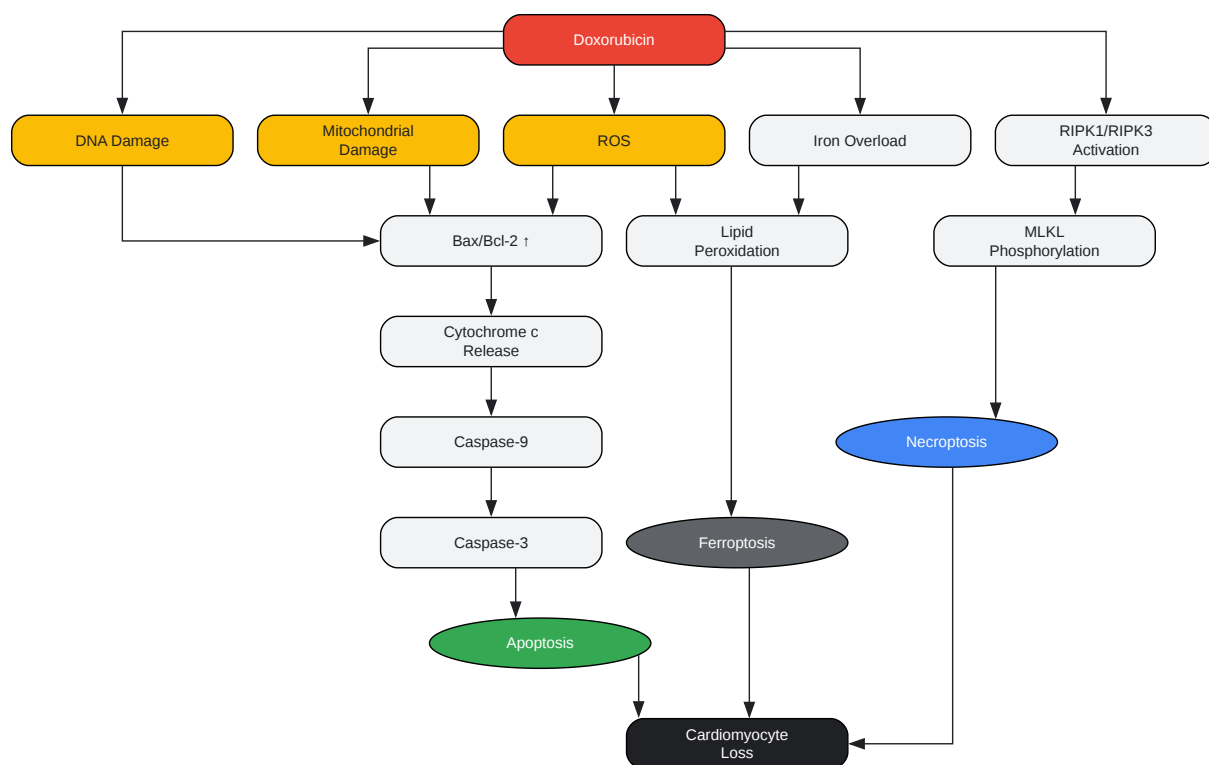 Doxorubicin
DNA Damage
Mitochondrial
Damage
ROS
Iron Overload
RIPK1/RIPK3
Activation
Bax/Bcl-2 ↑
Lipid
Peroxidation
MLKL
Phosphorylation
Cytochrome c
Release
Caspase-9
Necroptosis
Caspase-3
Ferroptosis
Apoptosis
Cardiomyocyte
Loss